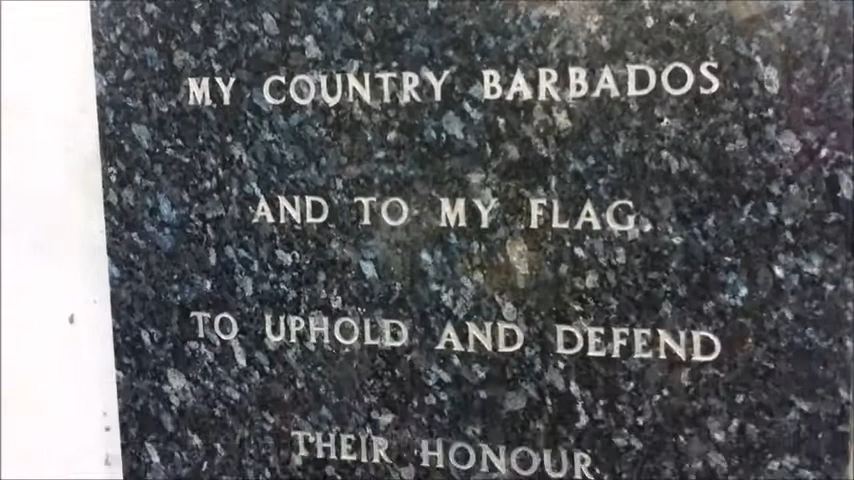 MY COUNTRY BARBADOS
AND TO MY FLAG.
TO UPHOLD AND DEFEND
THEIR HONOUR